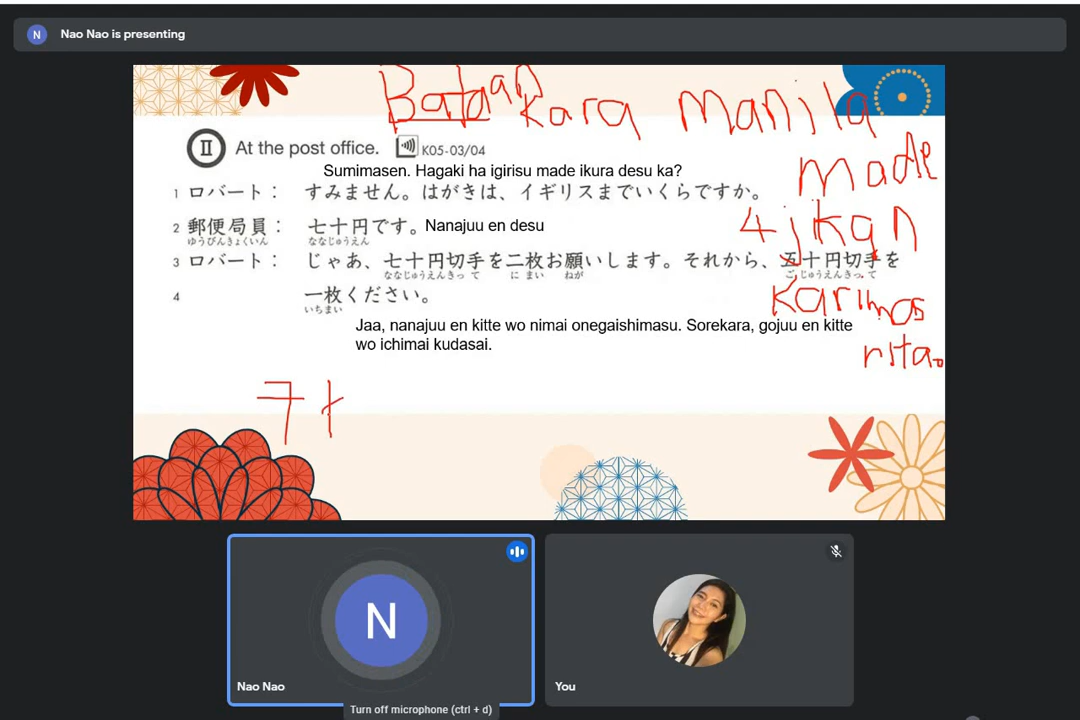 N Nao Nao is presenting
Bataan kara Manila
made
4 jkan
karimas
rita.
II At the post office. K05-03/04
Sumimasen. Hagaki ha igirisu made ikura desu ka?
1 ロバート： すみません。はがきは、イギリスまでいくらですか。
2 郵便局員： 七十円です。 Nanajuu en desu
ゆうびんきょくいん ななじゅうえん
3 ロバート： じゃあ、七十円切手を二枚お願いします。それから、五十円切手を
ななじゅうえんきって にまい ねが ごじゅうえんきって
4 一枚ください。
いちまい
Jaa, nanajuu en kitte wo nimai onegaishimasu. Sorekara, gojuu en kitte
wo ichimai kudasai.
N
Nao Nao
You
Turn off microphone (ctrl + d)